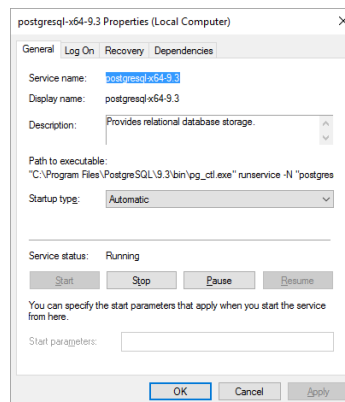 postgresql-x64-9.3 Properties (Local Computer)
General Log On Recovery Dependencies
Service name: postgresql-x64-9.3
Display name: postgresql-x64-9.3
Description: Provides relational database storage.
Path to executable:
"C:\Program Files\PostgreSQL\9.3\bin\pg_ctl.exe" runservice -N "postgres
Startup type: Automatic
Service status: Running
Start Stop Pause Resume
You can specify the start parameters that apply when you start the service
from here.
Start parameters:
OK Cancel Apply